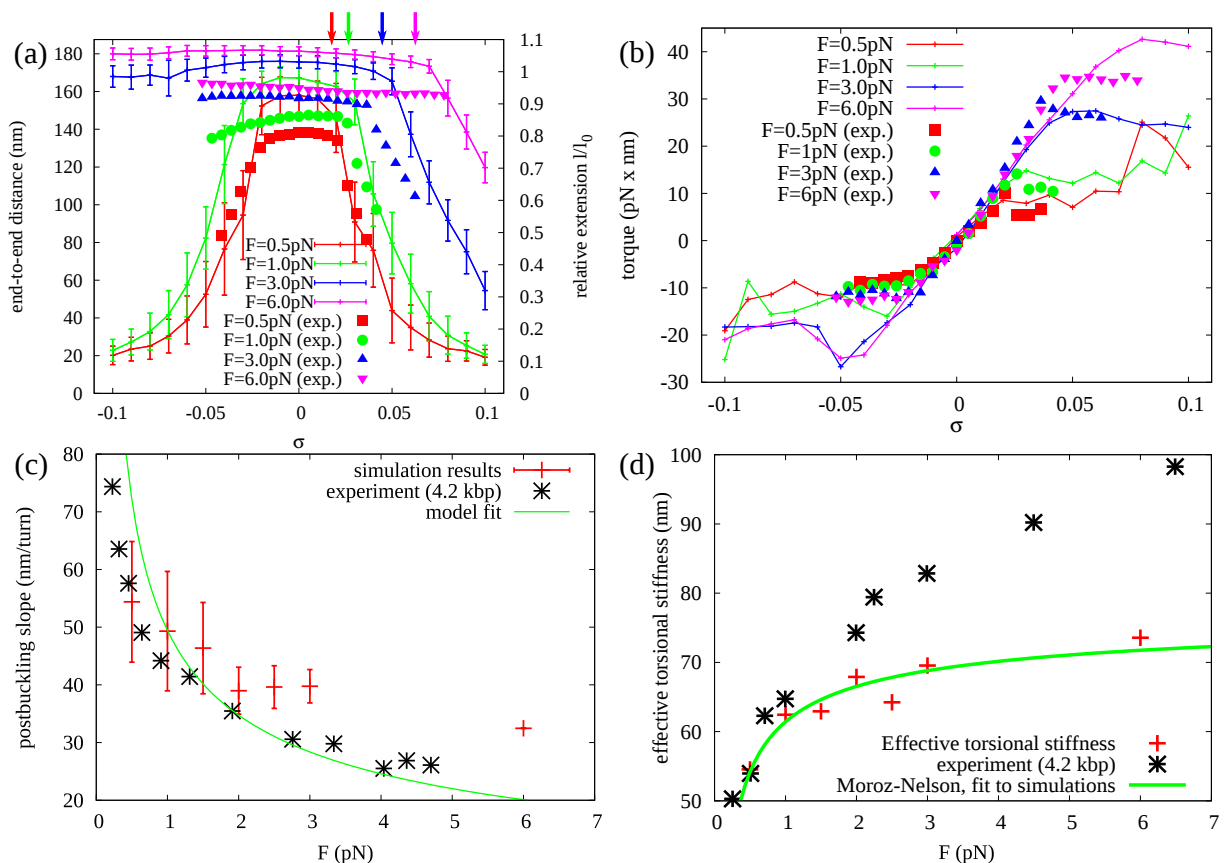 (a)
180
160
140
120
100
80
60
40
20
0
end-to-end distance (nm)
1.1
1.0
0.9
0.8
0.7
0.6
0.5
0.4
0.3
0.2
0.1
0
relative extension l/l0
F=0.5pN
F=1.0pN
F=3.0pN
F=6.0pN
F=0.5pN (exp.)
F=1.0pN (exp.)
F=3.0pN (exp.)
F=6.0pN (exp.)
-0.1 -0.05 0 0.05 0.1
σ
(b)
40
30
20
10
0
-10
-20
-30
torque (pN x nm)
F=0.5pN
F=1.0pN
F=3.0pN
F=6.0pN
F=0.5pN (exp.)
F=1pN (exp.)
F=3pN (exp.)
F=6pN (exp.)
-0.1 -0.05 0 0.05 0.1
σ
(c)
80
70
60
50
40
30
20
postbuckling slope (nm/turn)
simulation results
experiment (4.2 kbp)
model fit
0 1 2 3 4 5 6 7
F (pN)
(d)
100
90
80
70
60
50
effective torsional stiffness (nm)
Effective torsional stiffness
experiment (4.2 kbp)
Moroz-Nelson, fit to simulations
0 1 2 3 4 5 6 7
F (pN)